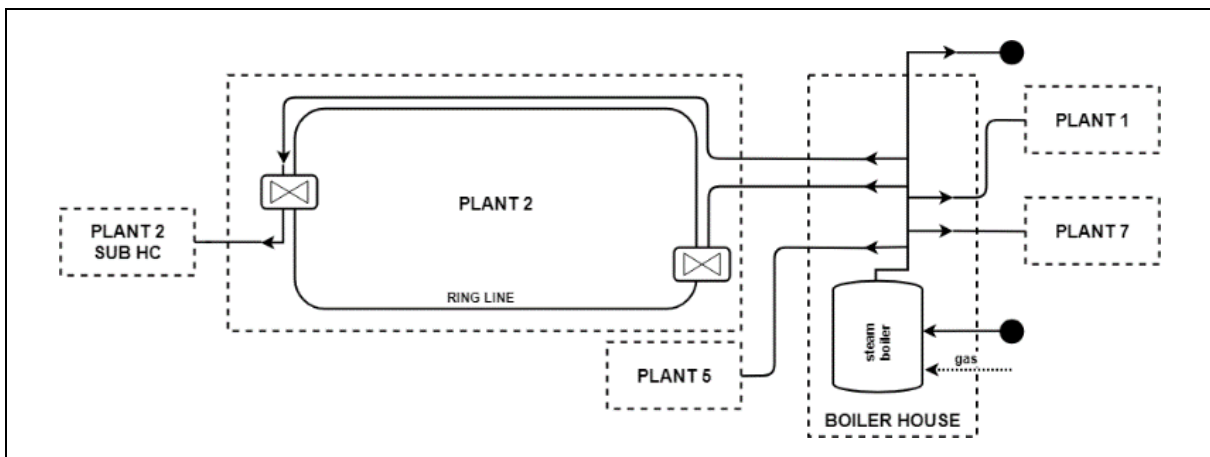 PLANT 1
PLANT 2
PLANT 2
SUB HC
PLANT 7
RING LINE
steam
boiler
gas
PLANT 5
BOILER HOUSE